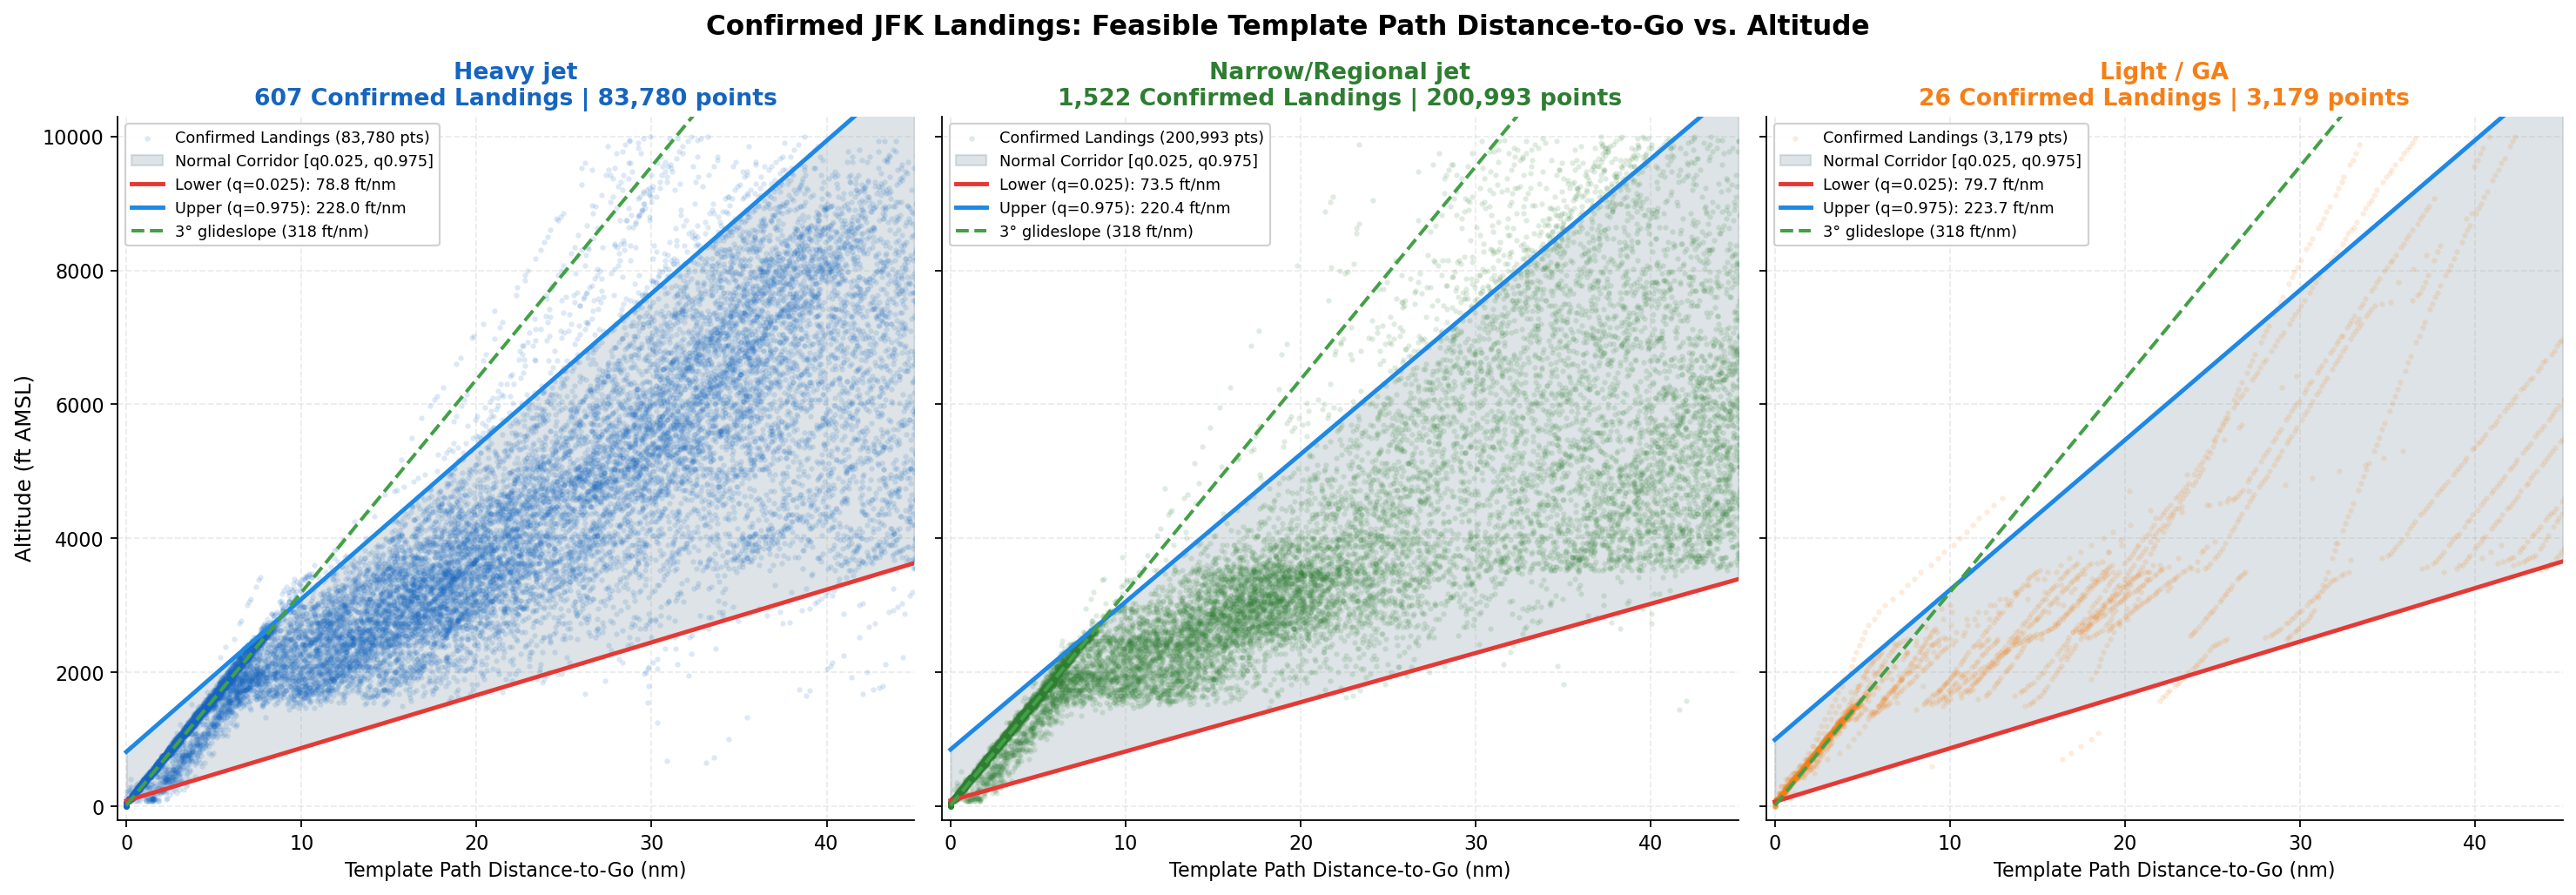 Confirmed JFK Landings: Feasible Template Path Distance-to-Go vs. Altitude
Heavy jet
607 Confirmed Landings | 83,780 points
Confirmed Landings (83,780 pts)
Normal Corridor [q0.025, q0.975]
Lower (q=0.025): 78.8 ft/nm
Upper (q=0.975): 228.0 ft/nm
3° glideslope (318 ft/nm)
Altitude (ft AMSL)
10000
8000
6000
4000
2000
0
0 10 20 30 40
Template Path Distance-to-Go (nm)
Narrow/Regional jet
1,522 Confirmed Landings | 200,993 points
Confirmed Landings (200,993 pts)
Normal Corridor [q0.025, q0.975]
Lower (q=0.025): 73.5 ft/nm
Upper (q=0.975): 220.4 ft/nm
3° glideslope (318 ft/nm)
0 10 20 30 40
Template Path Distance-to-Go (nm)
Light / GA
26 Confirmed Landings | 3,179 points
Confirmed Landings (3,179 pts)
Normal Corridor [q0.025, q0.975]
Lower (q=0.025): 79.7 ft/nm
Upper (q=0.975): 223.7 ft/nm
3° glideslope (318 ft/nm)
0 10 20 30 40
Template Path Distance-to-Go (nm)